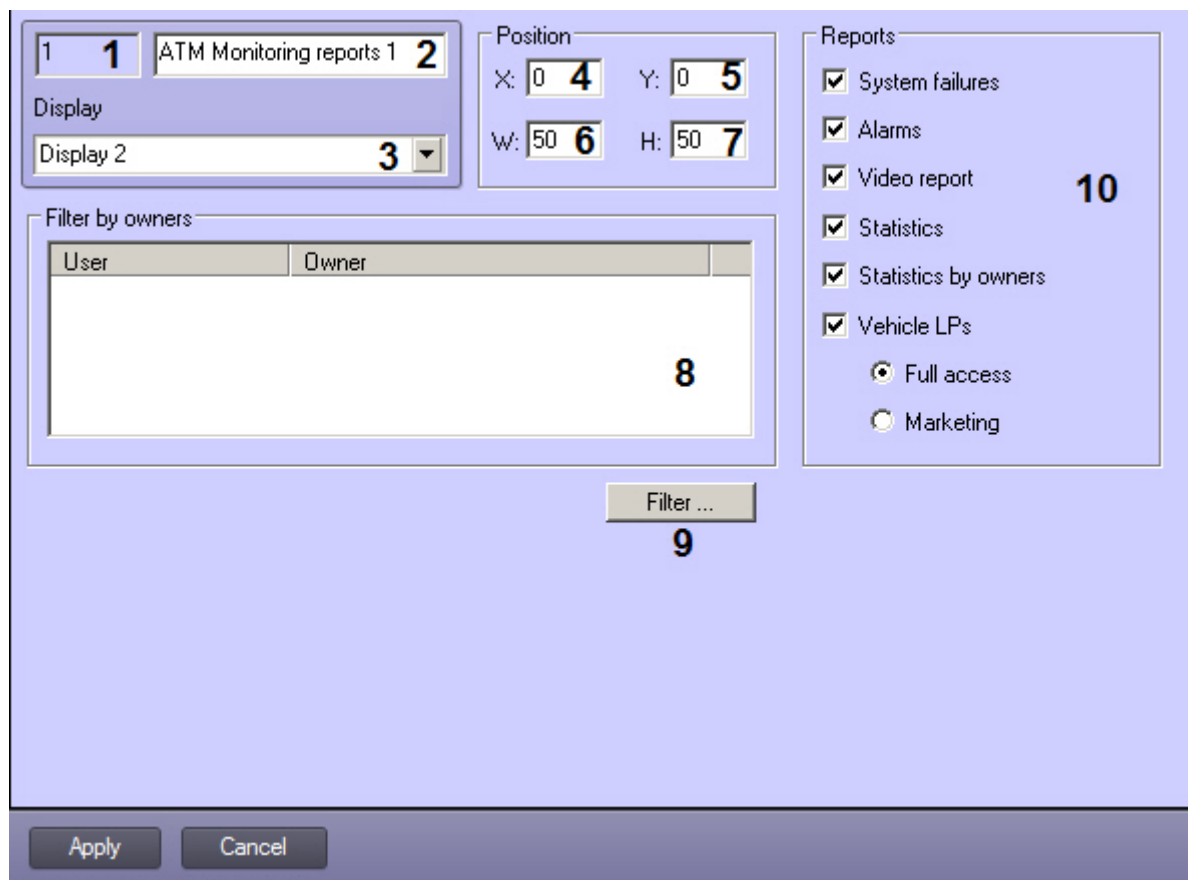 1 1 ATM Monitoring reports 1 2
Display
Display 2 3
Position
X: 0 4 Y: 0 5
W: 50 6 H: 50 7
Filter by owners
User Owner
8
Filter ...
9
Reports
System failures
Alarms
Video report
10
Statistics
Statistics by owners
Vehicle LPs
Full access
Marketing
Apply Cancel